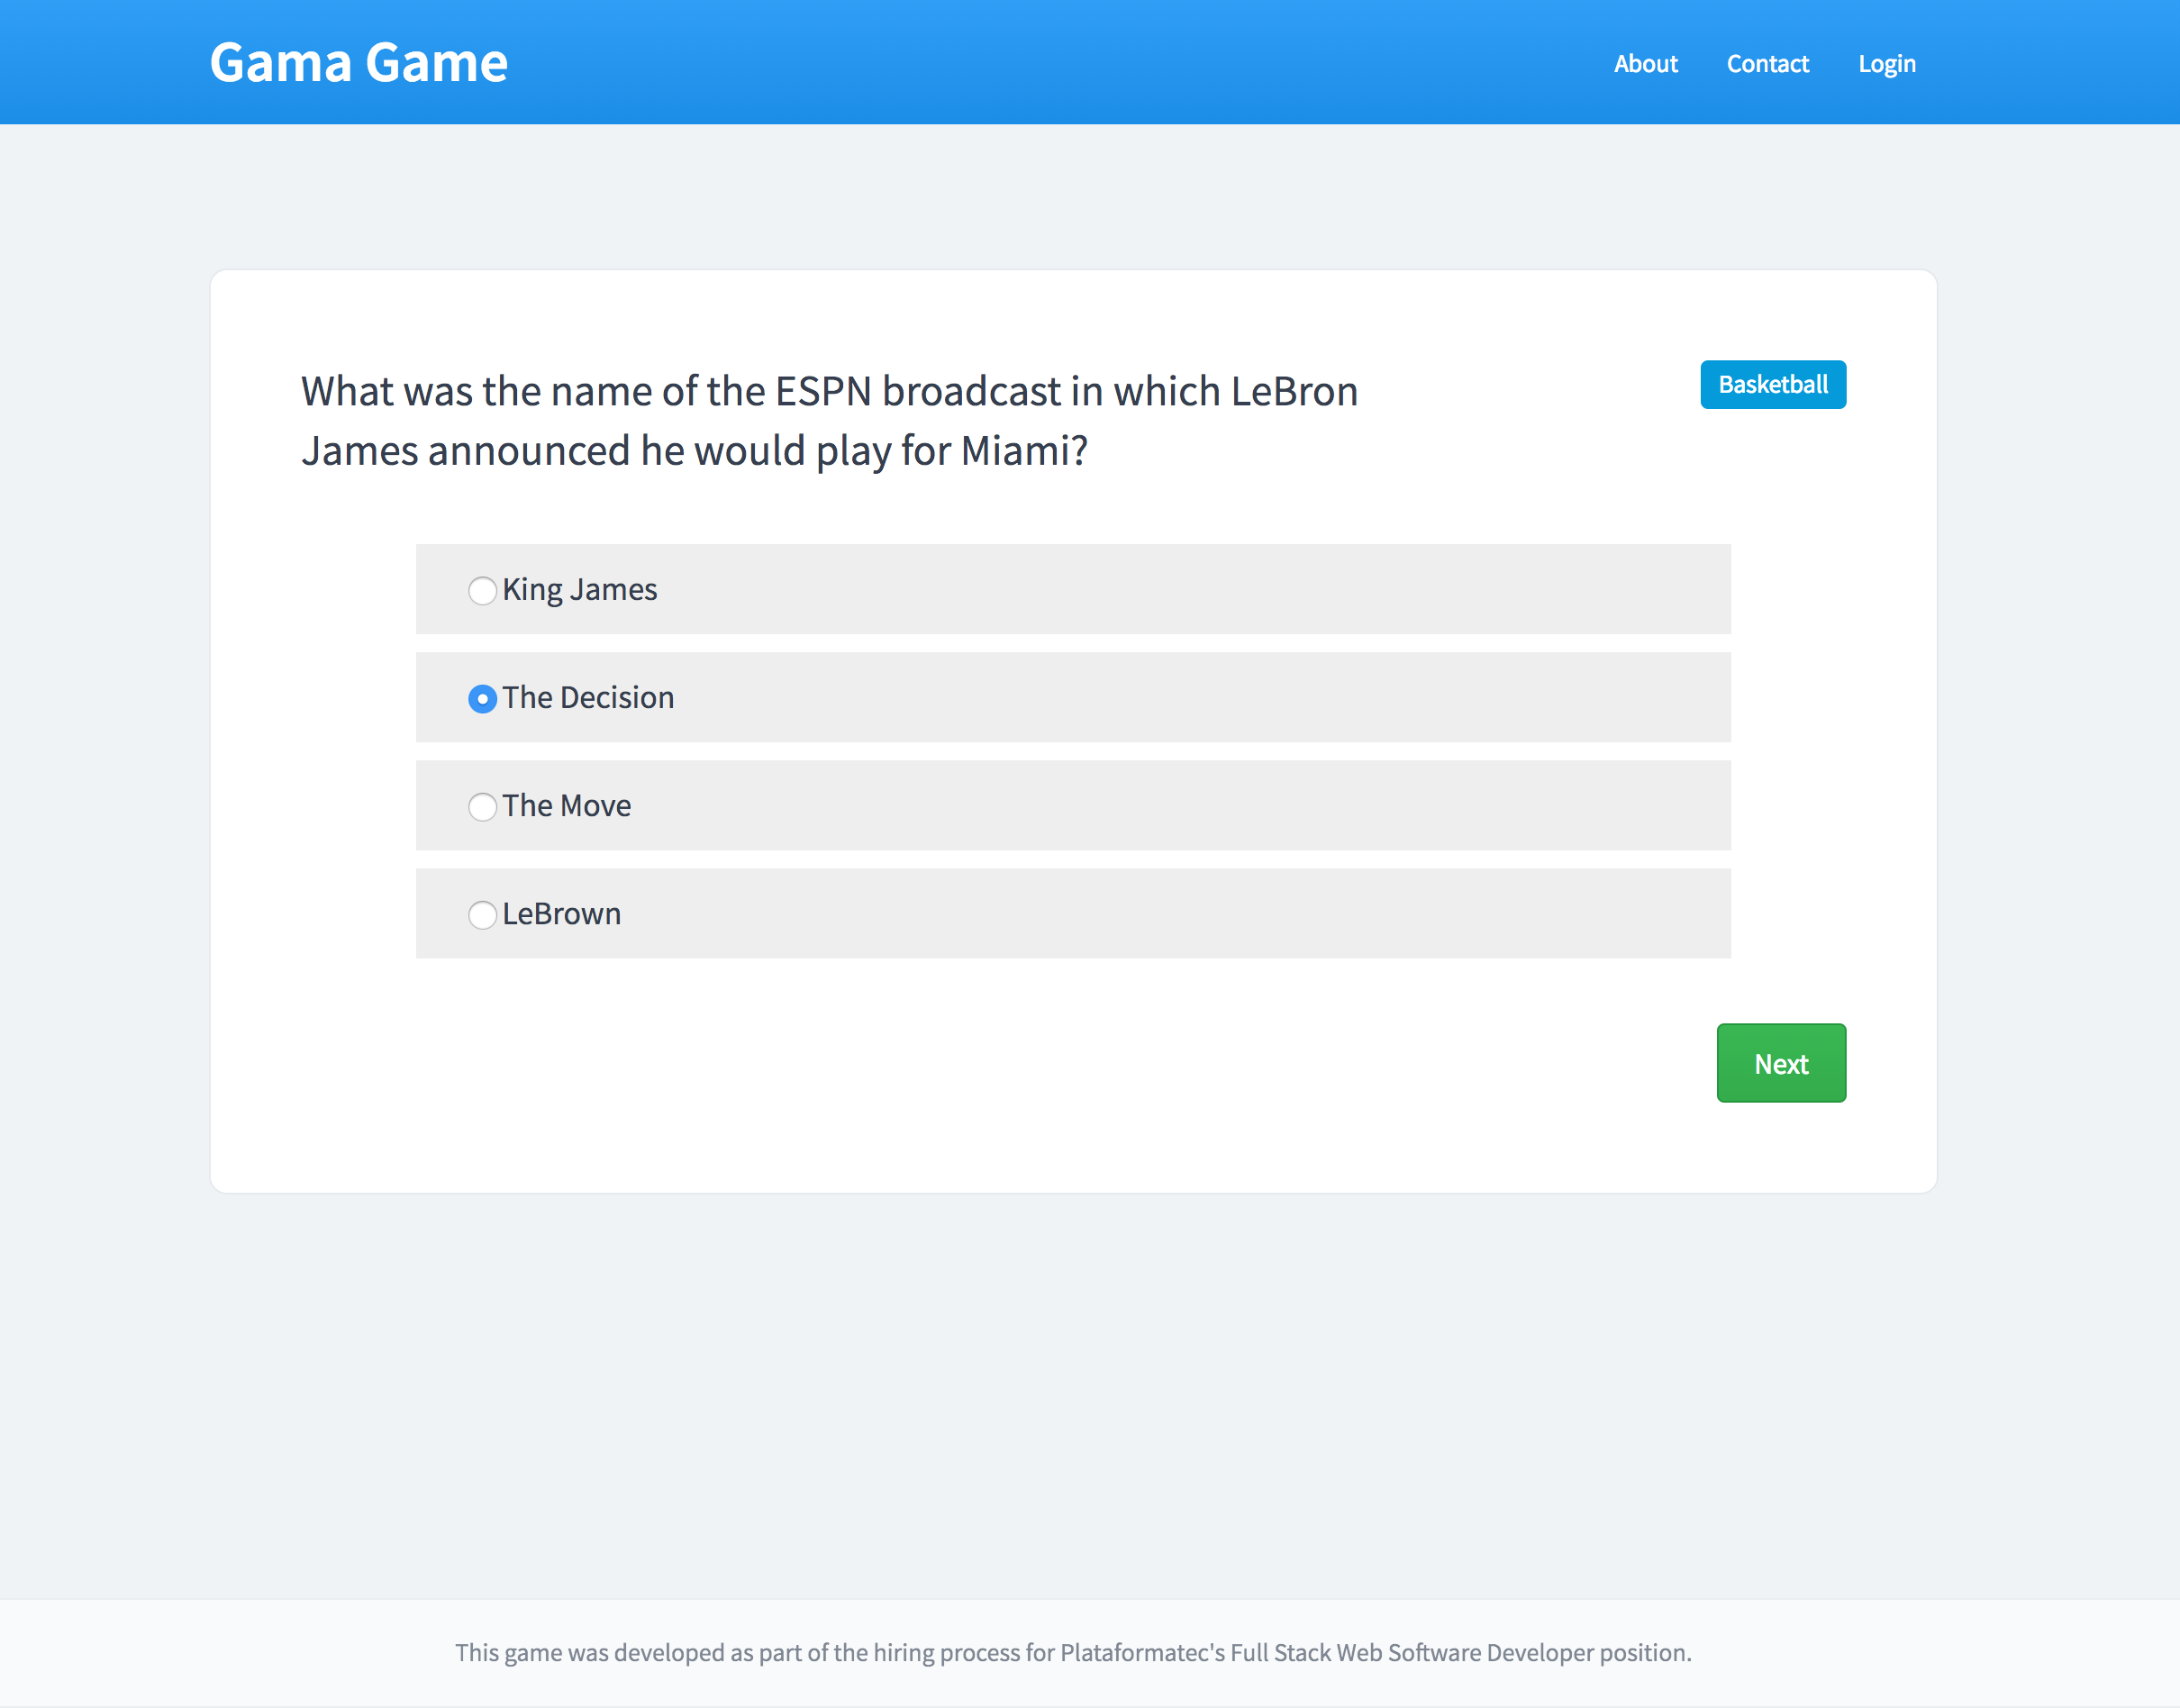 Gama Game
About Contact Login
What was the name of the ESPN broadcast in which LeBron
James announced he would play for Miami?
Basketball
King James
The Decision
The Move
LeBrown
Next
This game was developed as part of the hiring process for Plataformatec's Full Stack Web Software Developer position.